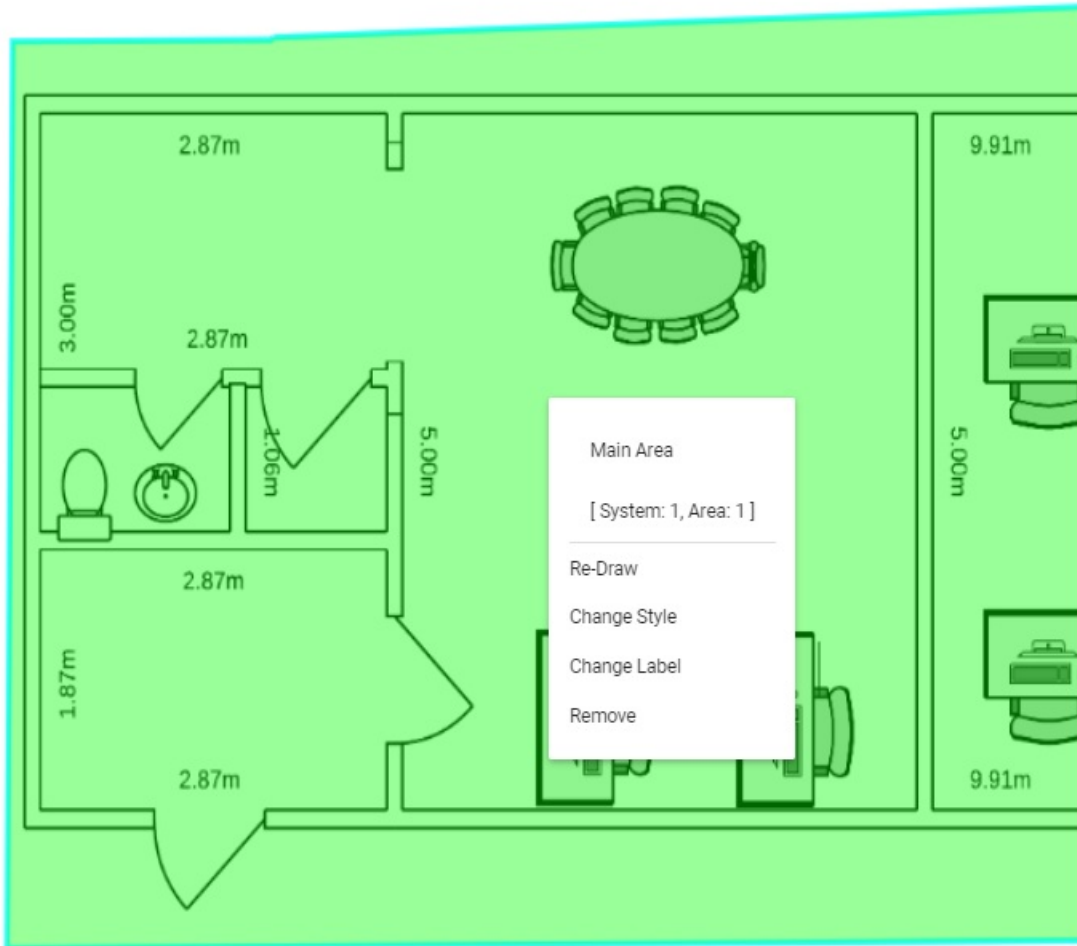 2.87m
9.91m
3.00m
2.87m
1.06m
5.00m
5.00m
Main Area
[ System: 1, Area: 1 ]
Re-Draw
Change Style
Change Label
Remove
2.87m
1.87m
2.87m
9.91m